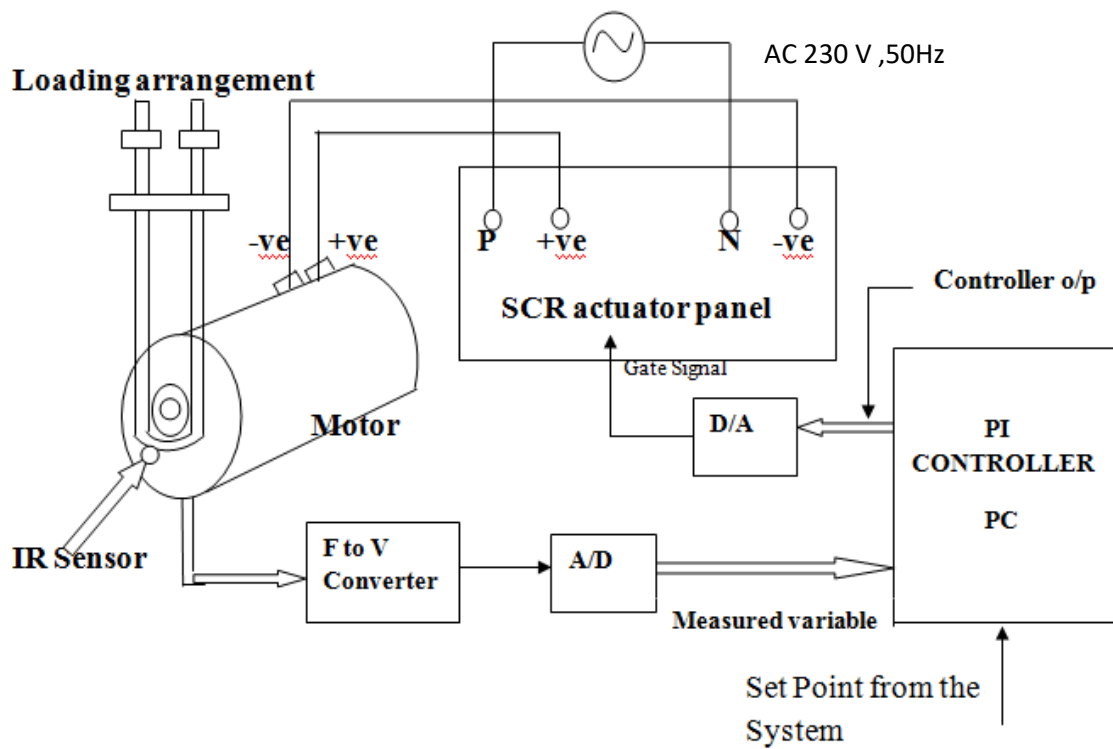 AC 230 V ,50Hz
Loading arrangement
-ve
+ve
P
+ve
N
-ve
SCR actuator panel
Controller o/p
Gate Signal
D/A
Motor
PI
CONTROLLER
PC
IR Sensor
F to V
Converter
A/D
Measured variable
Set Point from the
System